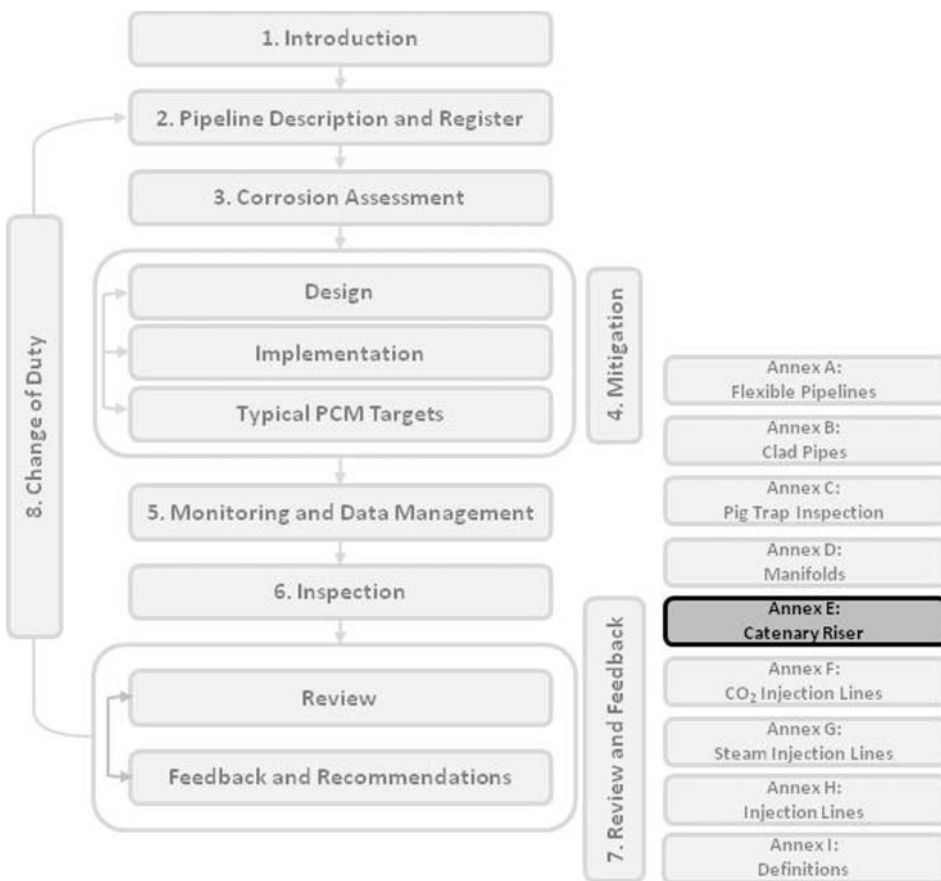 1. Introduction
2. Pipeline Description and Register
3. Corrosion Assessment
Design
Implementation
Typical PCM Targets
4. Mitigation
5. Monitoring and Data Management
6. Inspection
Review
Feedback and Recommendations
7. Review and Feedback
8. Change of Duty
Annex A:
Flexible Pipelines
Annex B:
Clad Pipes
Annex C:
Pig Trap Inspection
Annex D:
Manifolds
Annex E:
Catenary Riser
Annex F:
CO₂ Injection Lines
Annex G:
Steam Injection Lines
Annex H:
Injection Lines
Annex I:
Definitions